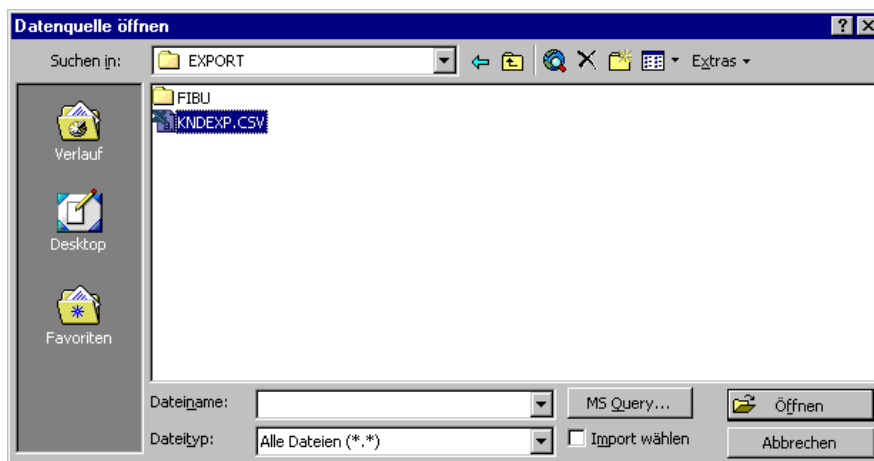 Datenquelle öffnen
Suchen in: EXPORT Extras
FIBU
KNDEXP.CSV
Verlauf
Desktop
Favoriten
Dateiname: MS Query... Öffnen
Dateityp: Alle Dateien (*.*) Import wählen Abbrechen